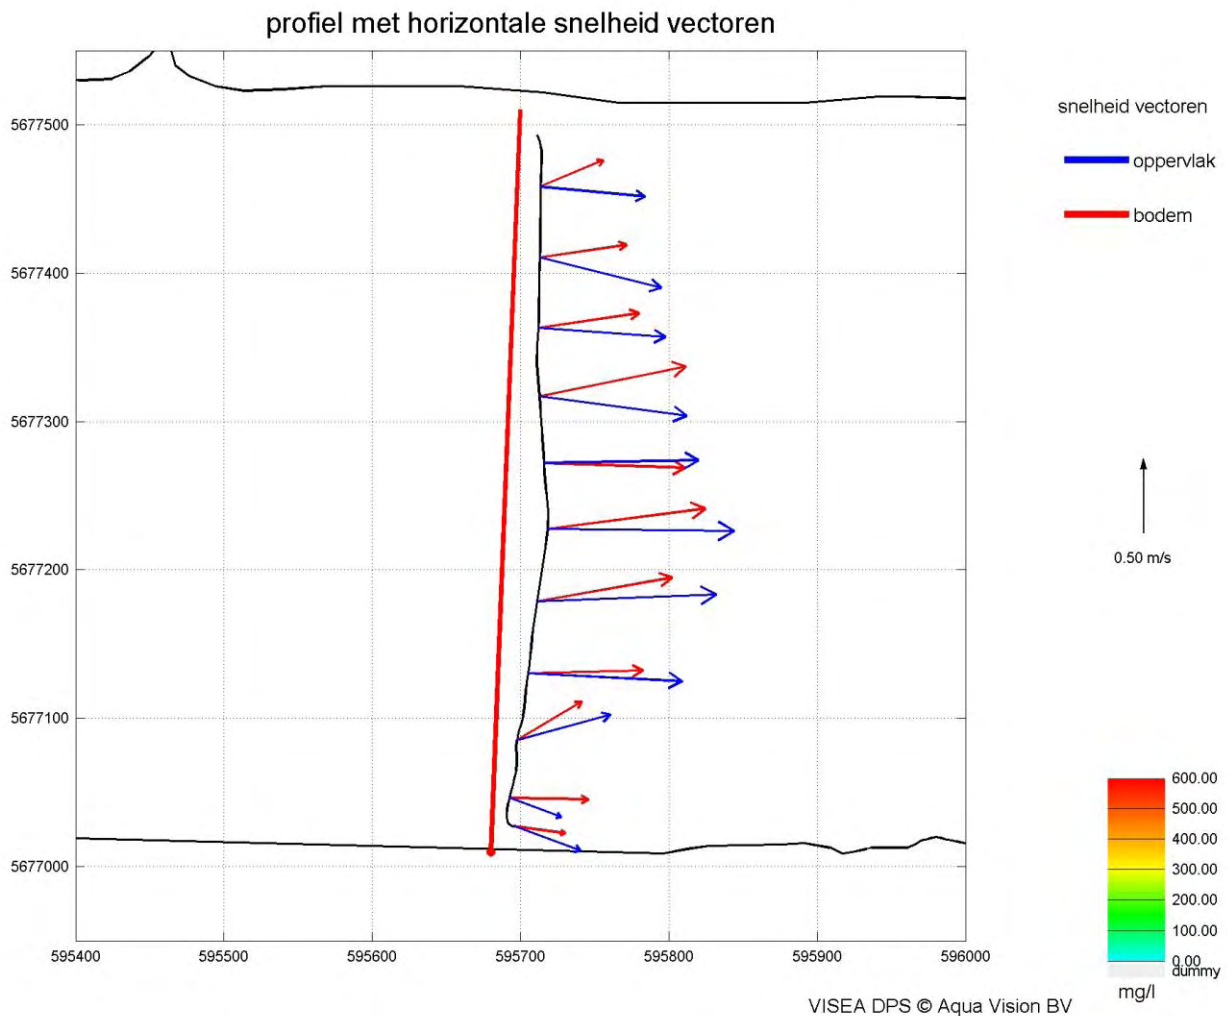 profiel met horizontale snelheid vectoren
snelheid vectoren
oppervlak
bodem
5677500
5677400
5677300
5677200
5677100
5677000
0.50 m/s
595400
595500
595600
595700
595800
595900
596000
600.00
500.00
400.00
300.00
200.00
100.00
0.00
dummy
mg/l
VISEA DPS © Aqua Vision BV